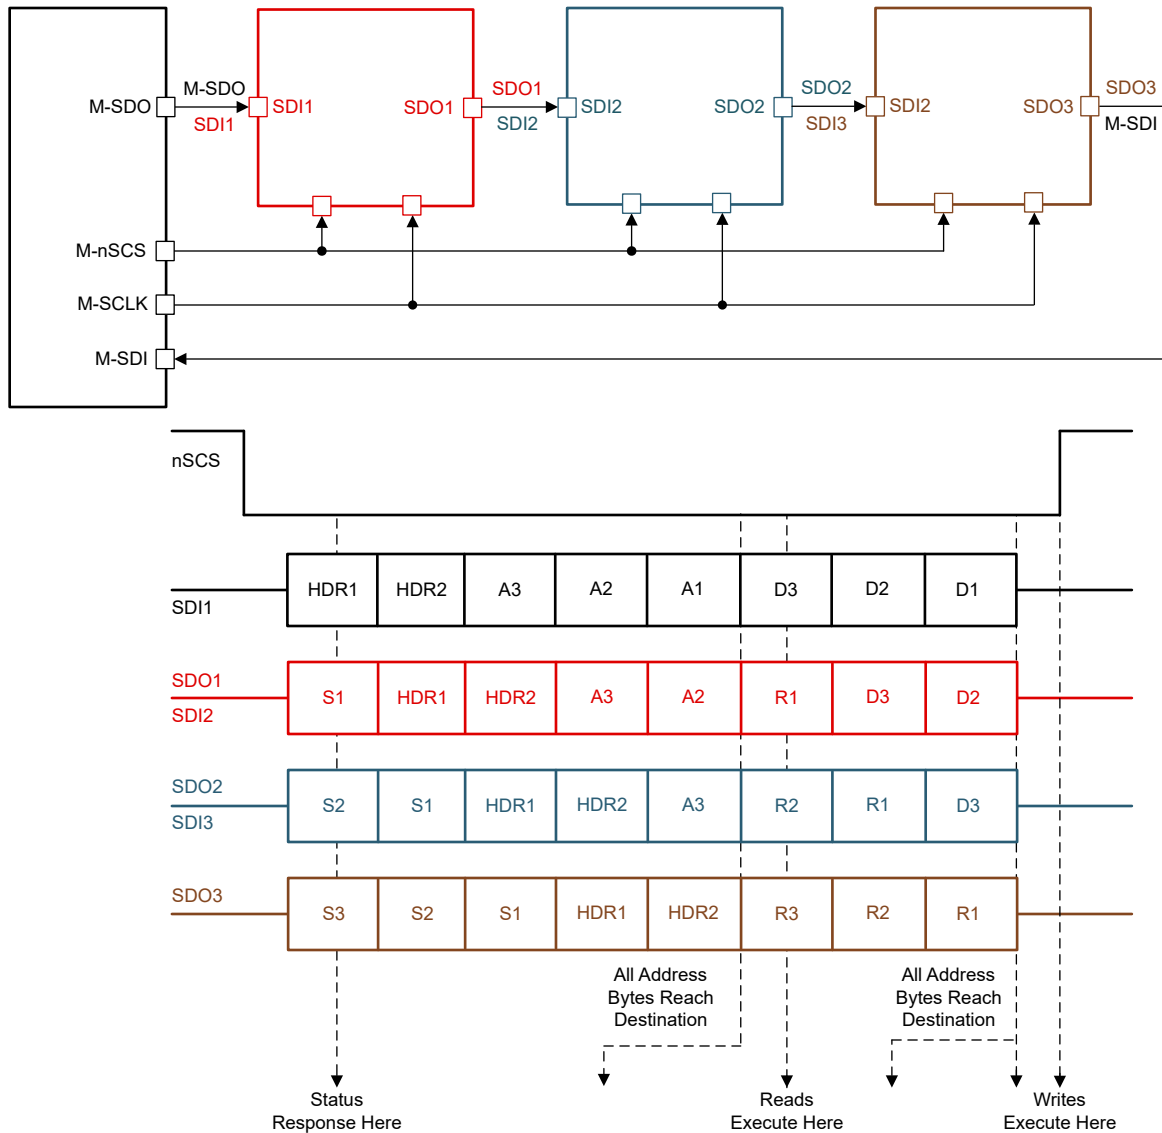 M-SDO
M-SDO
SDI1
SDI1
SDO1
SDO1
SDI2
SDI2
SDO2
SDO2
SDI3
SDI2
SDO3
SDO3
M-SDI
M-nSCS
M-SCLK
M-SDI
nSCS
HDR1 HDR2 A3 A2 A1 D3 D2 D1
SDI1
SDO1
S1 HDR1 HDR2 A3 A2 R1 D3 D2
SDI2
SDO2
S2 S1 HDR1 HDR2 A3 R2 R1 D3
SDI3
SDO3
S3 S2 S1 HDR1 HDR2 R3 R2 R1
All Address
Bytes Reach
Destination
All Address
Bytes Reach
Destination
Status
Response Here
Reads
Execute Here
Writes
Execute Here